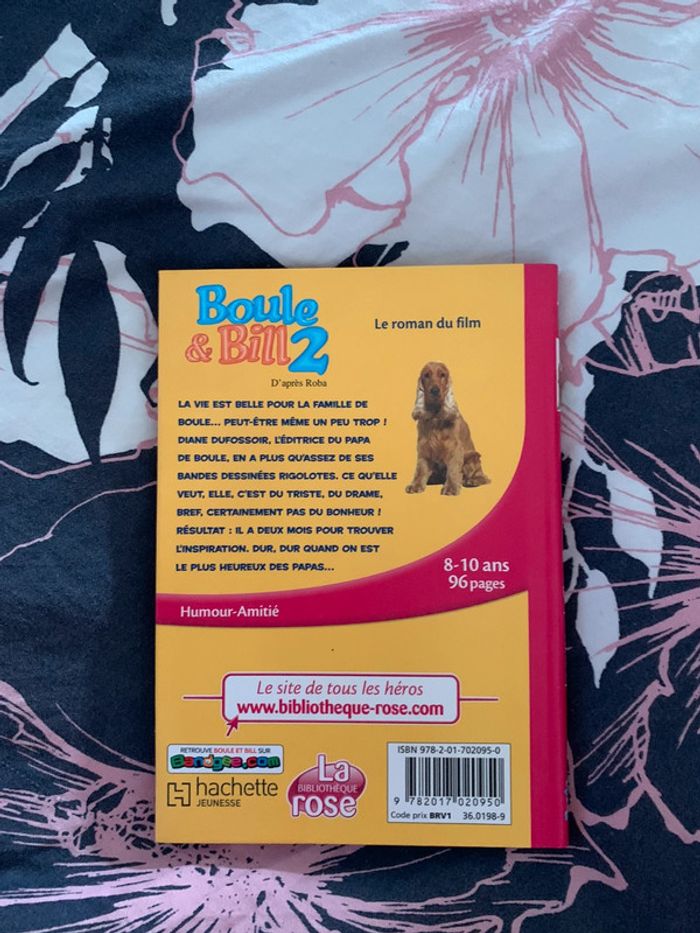 Boule
& Bill 2
Le roman du film
D'après Roba
LA VIE EST BELLE POUR LA FAMILLE DE
BOULE... PEUT-ÊTRE MÊME UN PEU TROP !
DIANE DUFOSSOIR, L'ÉDITRICE DU PAPA
DE BOULE, EN A PLUS QU'ASSEZ DE SES
BANDES DESSINÉES RIGOLOTES. CE QU'ELLE
VEUT, ELLE, C'EST DU TRISTE, DU DRAME,
BREF, CERTAINEMENT PAS DU BONHEUR !
RÉSULTAT : IL A DEUX MOIS POUR TROUVER
L'INSPIRATION. DUR, DUR QUAND ON EST
LE PLUS HEUREUX DES PAPAS...
8-10 ans
96 pages
Humour-Amitié
Le site de tous les héros
www.bibliotheque-rose.com
RETROUVE BOULE ET BILL SUR
Bandgee.com
hachette
JEUNESSE
La
BIBLIOTHÈQUE
rose
ISBN 978-2-01-702095-0
9 782017 020950
Code prix BRV1 36.0198-9